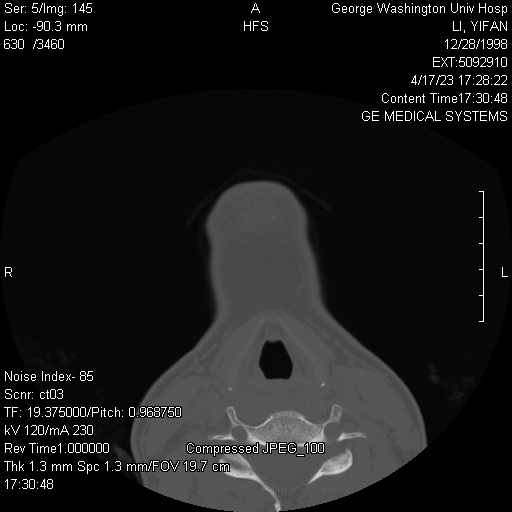 Ser: 5/Img: 145
Loc: -90.3 mm
630 /3460
A
HFS
George Washington Univ Hosp
LI, YIFAN
12/28/1998
EXT:5092910
4/17/23 17:28:22
Content Time17:30:48
GE MEDICAL SYSTEMS
R
L
Noise Index- 85
Scnr: ct03
TF: 19.375000/Pitch: 0.968750
kV 120/mA 230
Rev Time1.000000
Compressed JPEG_100
Thk 1.3 mm Spc 1.3 mm/FOV 19.7 cm
17:30:48